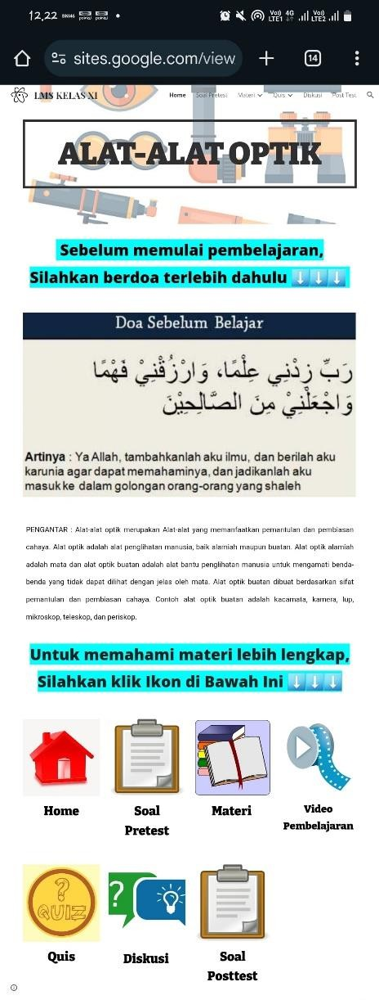 12,22 BNI46 pointku pointku Vo)) 4G LTE1 Vo)) LTE2
sites.google.com/view 14
LMS KELAS XI Home Soal Pretest Materi Quis Diskusi Post Test
ALAT-ALAT OPTIK
Sebelum memulai pembelajaran,
Silahkan berdoa terlebih dahulu ⬇️⬇️⬇️
Doa Sebelum Belajar
رَبِّ زِدْنِي عِلْمًا، وَارْزُقْنِيْ فَهْمًا
وَاجْعَلْنِيْ مِنَ الصَّالِحِيْنَ
Artinya : Ya Allah, tambahkanlah aku ilmu, dan berilah aku
karunia agar dapat memahaminya, dan jadikanlah aku
masuk ke dalam golongan orang-orang yang shaleh
PENGANTAR : Alat-alat optik merupakan Alat-alat yang memanfaatkan pemantulan dan pembiasan
cahaya. Alat optik adalah alat penglihatan manusia, baik alamiah maupun buatan. Alat optik alamiah
adalah mata dan alat optik buatan adalah alat bantu penglihatan manusia untuk mengamati benda-
benda yang tidak dapat dilihat dengan jelas oleh mata. Alat optik buatan dibuat berdasarkan sifat
pemantulan dan pembiasan cahaya. Contoh alat optik buatan adalah kacamata, kamera, lup,
mikroskop, teleskop, dan periskop.
Untuk memahami materi lebih lengkap,
Silahkan klik Ikon di Bawah Ini ⬇️⬇️⬇️
Home
Soal
Pretest
Materi
Video
Pembelajaran
?
QUIZ
?
Quis
Diskusi
Soal
Posttest